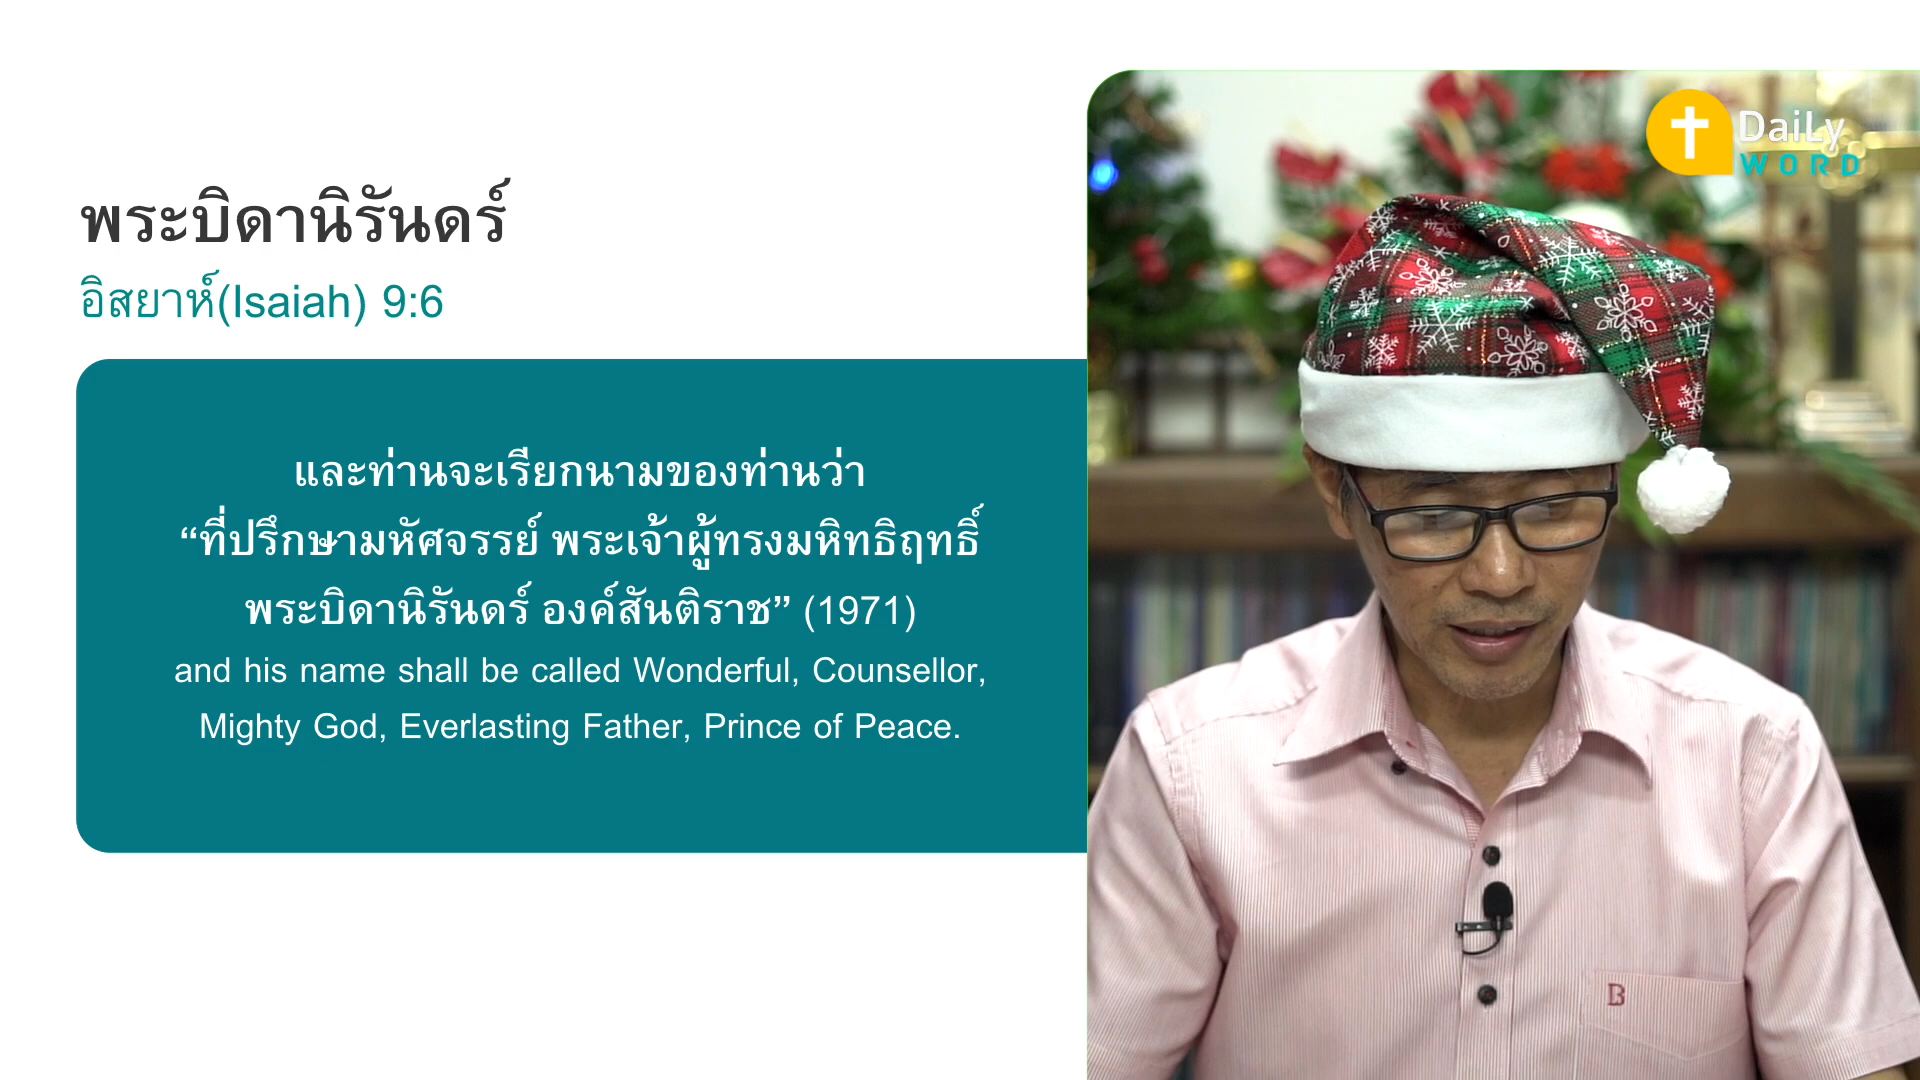 พระบิดานิรันดร์
อิสยาห์(Isaiah) 9:6
และท่านจะเรียกนามของท่านว่า
“ที่ปรึกษามหัศจรรย์ พระเจ้าผู้ทรงมหิทธิฤทธิ์
พระบิดานิรันดร์ องค์สันติราช” (1971)
and his name shall be called Wonderful, Counsellor,
Mighty God, Everlasting Father, Prince of Peace.
DaiLy
WORD
B